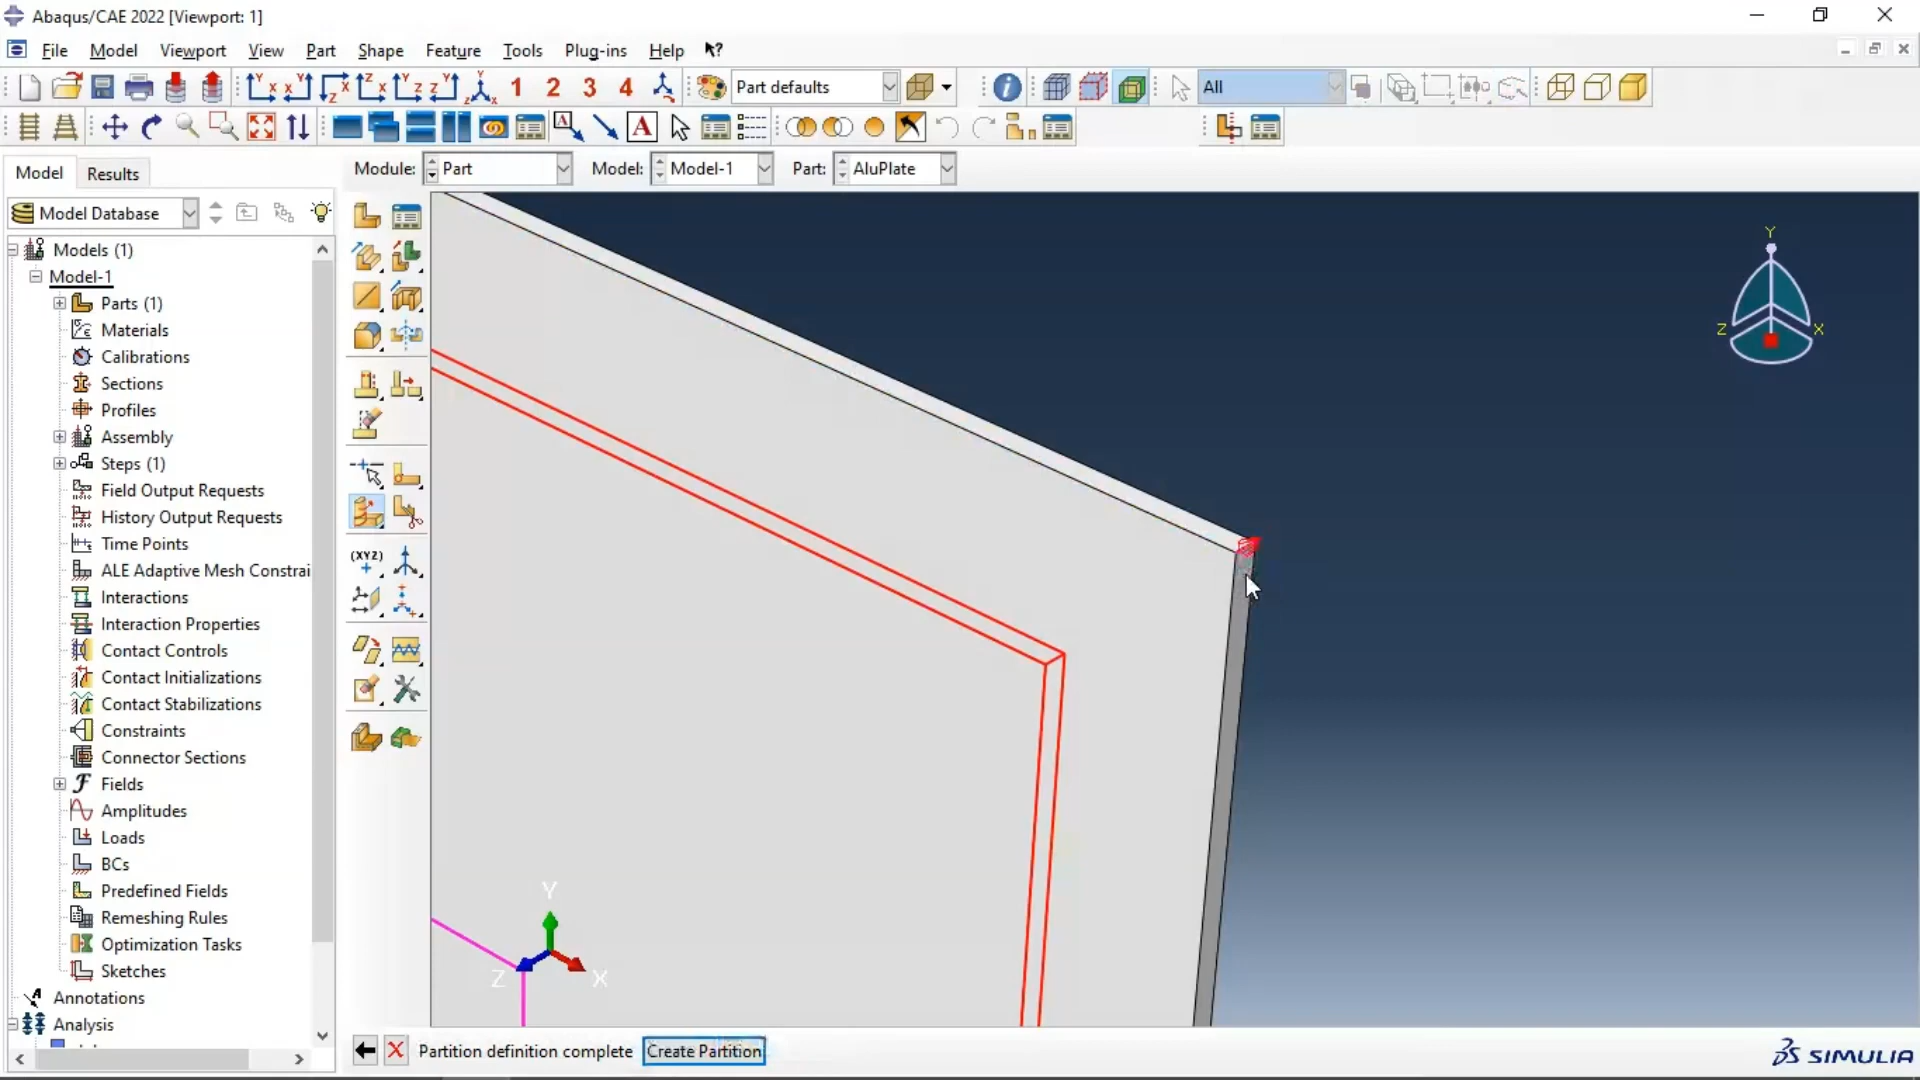 Abaqus/CAE 2022 [Viewport: 1]
File Model Viewport View Part Shape Feature Tools Plug-ins Help
1 2 3 4 Part defaults All
Module: Part Model: Model-1 Part: AluPlate
Model Results
Model Database
Models (1)
Model-1
Parts (1)
Materials
Calibrations
Sections
Profiles
Assembly
Steps (1)
Field Output Requests
History Output Requests
Time Points
ALE Adaptive Mesh Constrai
Interactions
Interaction Properties
Contact Controls
Contact Initializations
Contact Stabilizations
Constraints
Connector Sections
Fields
Amplitudes
Loads
BCs
Predefined Fields
Remeshing Rules
Optimization Tasks
Sketches
Annotations
Analysis
(XYZ)
Y
Z X
Y
Z X
Partition definition complete Create Partition
SIMULIA